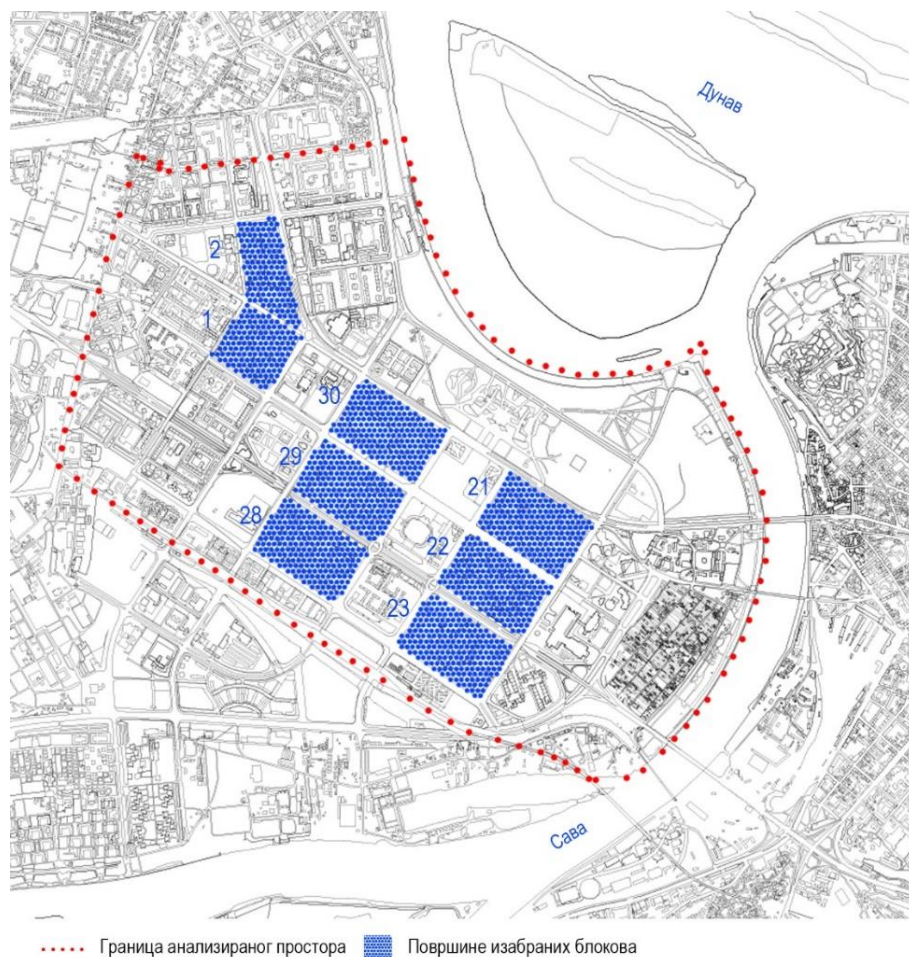 Дунав
2
1
30
29
21
28
22
23
Сава
Граница анализираног простора
Површине изабраних блокова